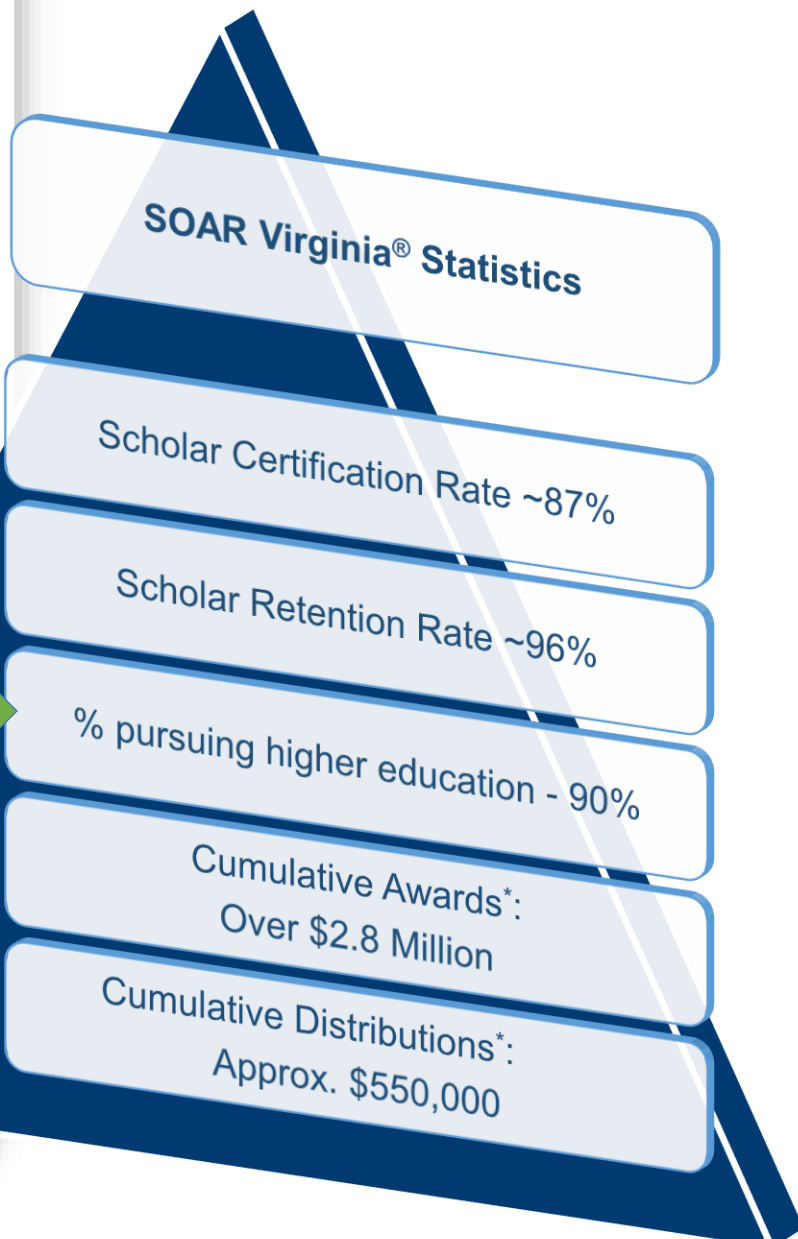 SOAR Virginia® Statistics
Scholar Certification Rate ~87%
Scholar Retention Rate ~96%
% pursuing higher education - 90%
Cumulative Awards*:
Over $2.8 Million
Cumulative Distributions*:
Approx. $550,000